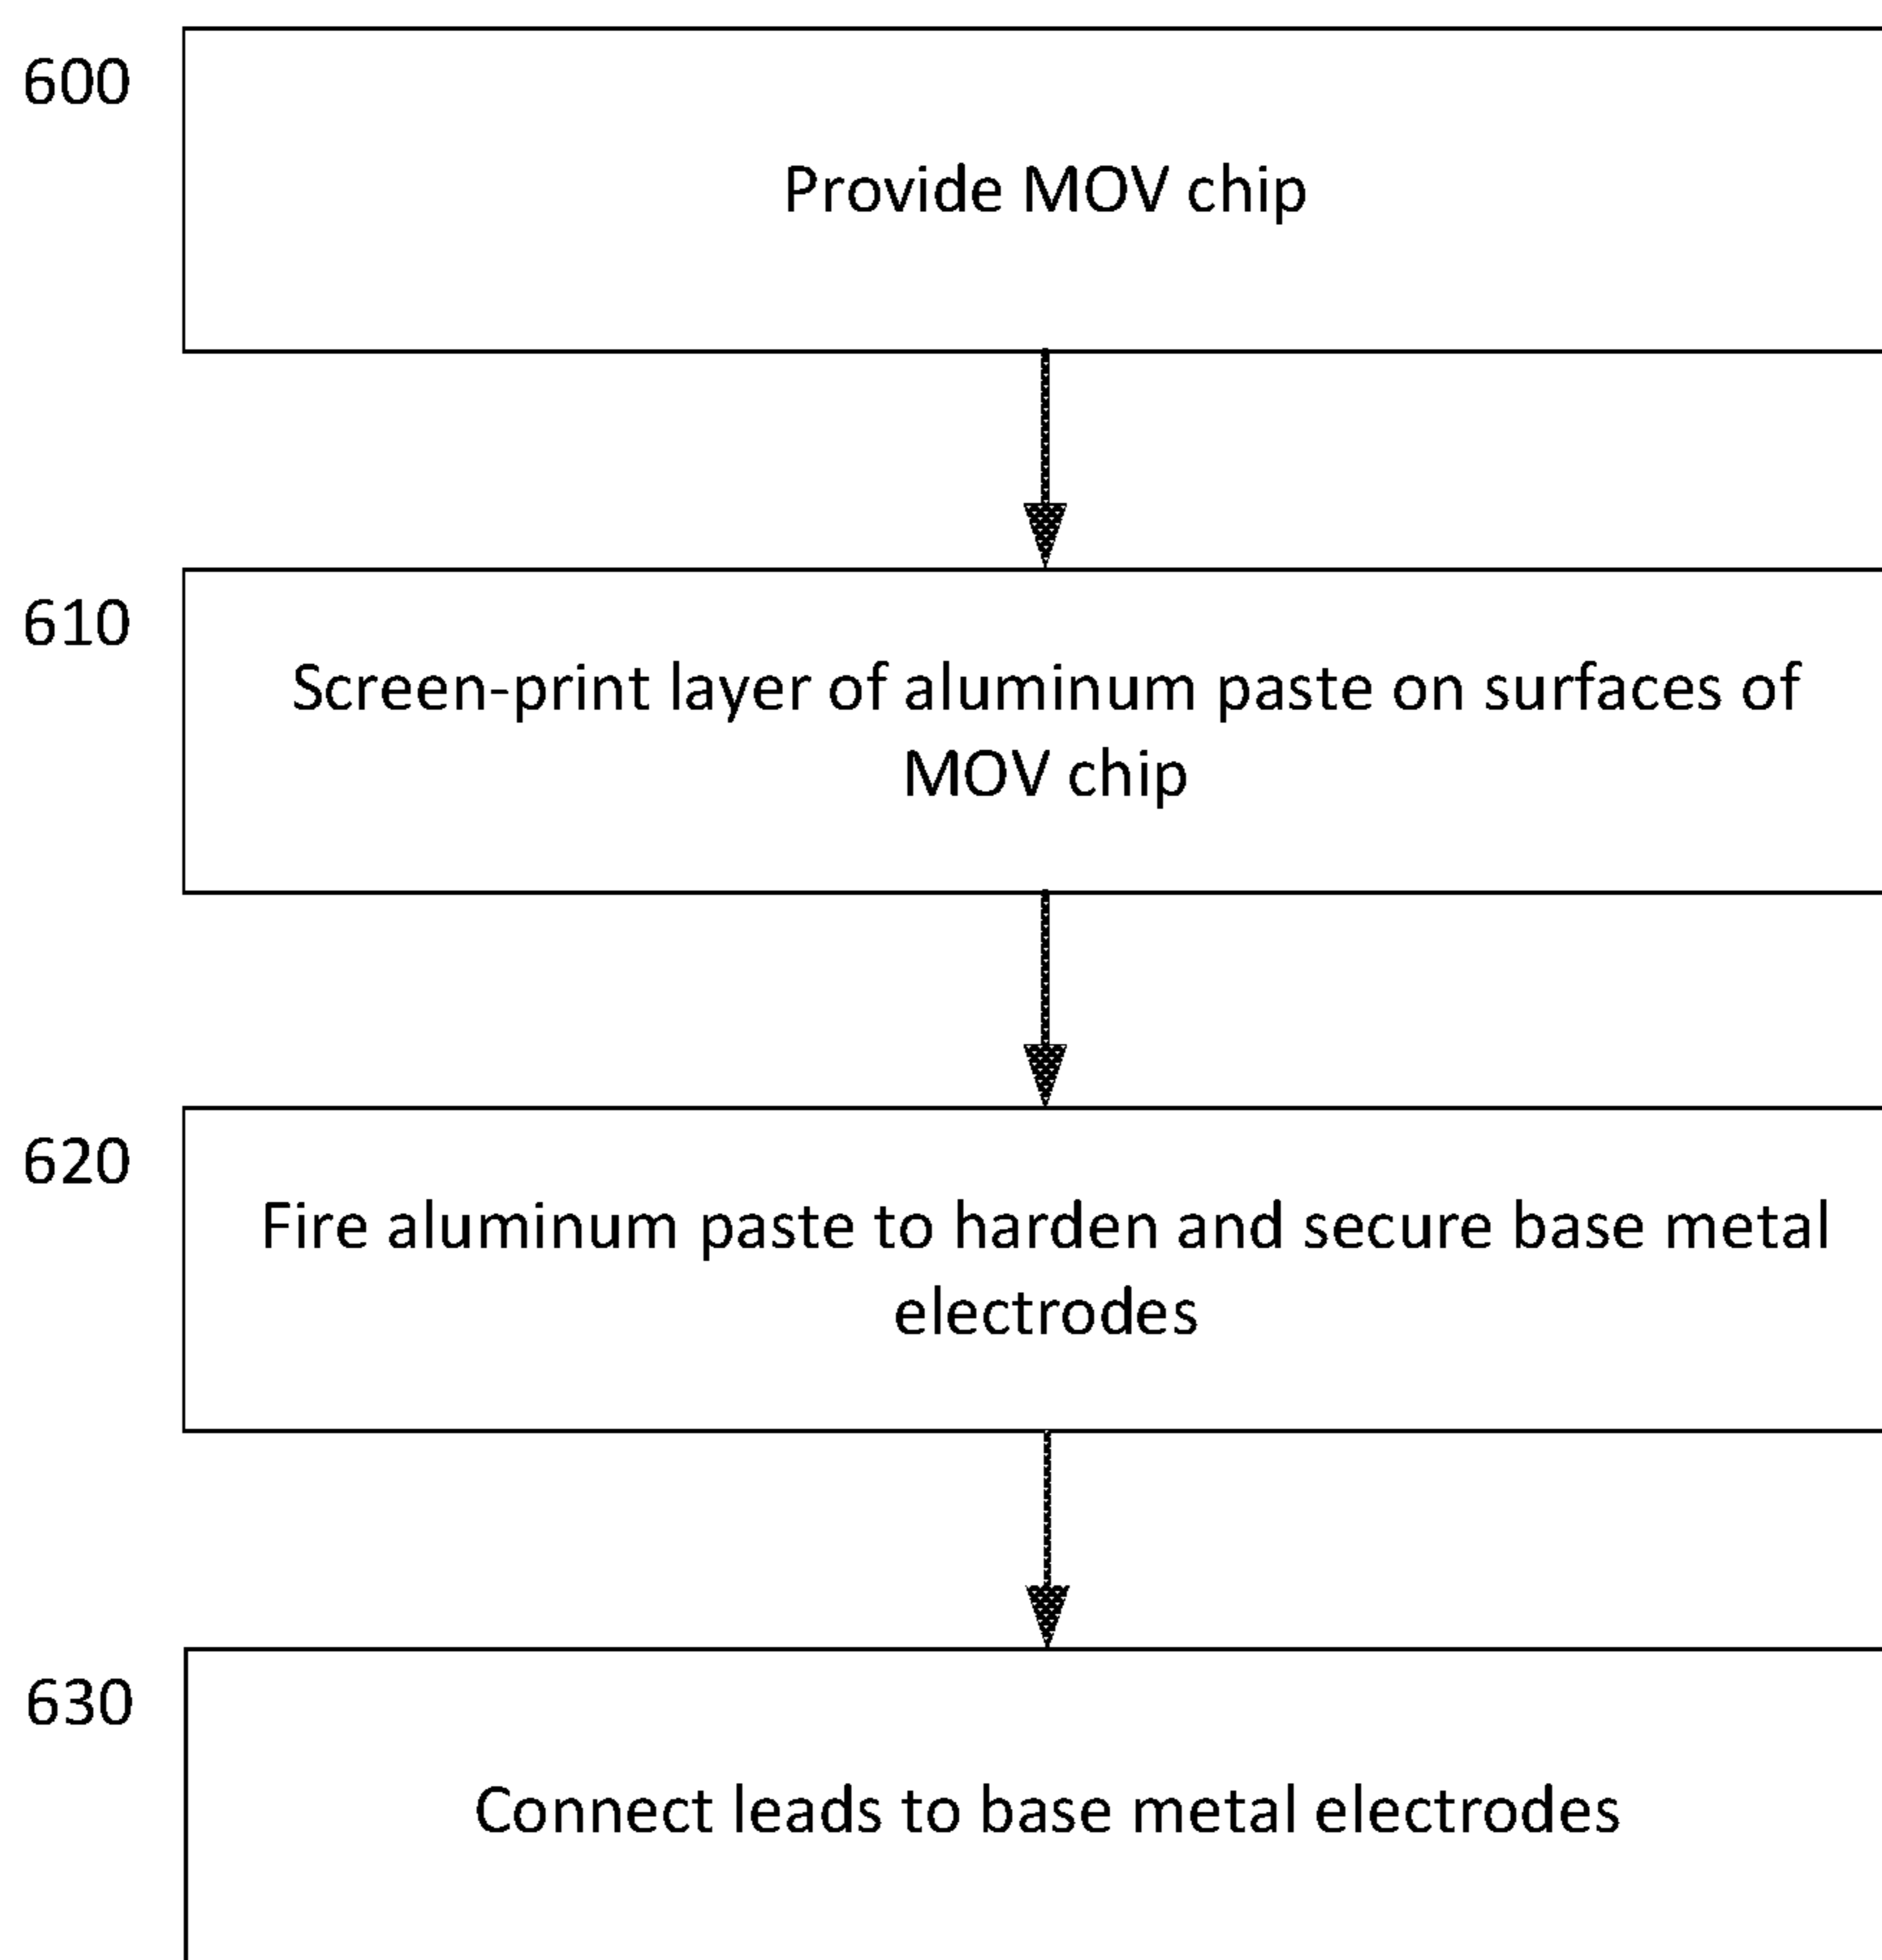 600
Provide MOV chip
610
Screen-print layer of aluminum paste on surfaces of
MOV chip
620
Fire aluminum paste to harden and secure base metal
electrodes
630
Connect leads to base metal electrodes